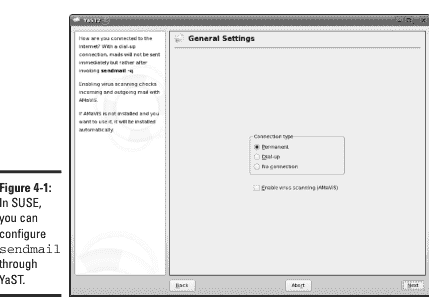 YaST2
How are you connected to the
internet? With a dial-up
connection, mails will not be sent
immediately but rather after
invoking sendmail -q
Enabling virus scanning checks
incoming and outgoing mail with
AMaViS.
If AMaViS is not installed and you
want to use it, it will be installed
automatically.
General Settings
Connection type
Permanent
Dial-up
No connection
Enable virus scanning (AMaViS)
Back
Abort
Next
Figure 4-1:
In SUSE,
you can
configure
sendmail
through
YaST.